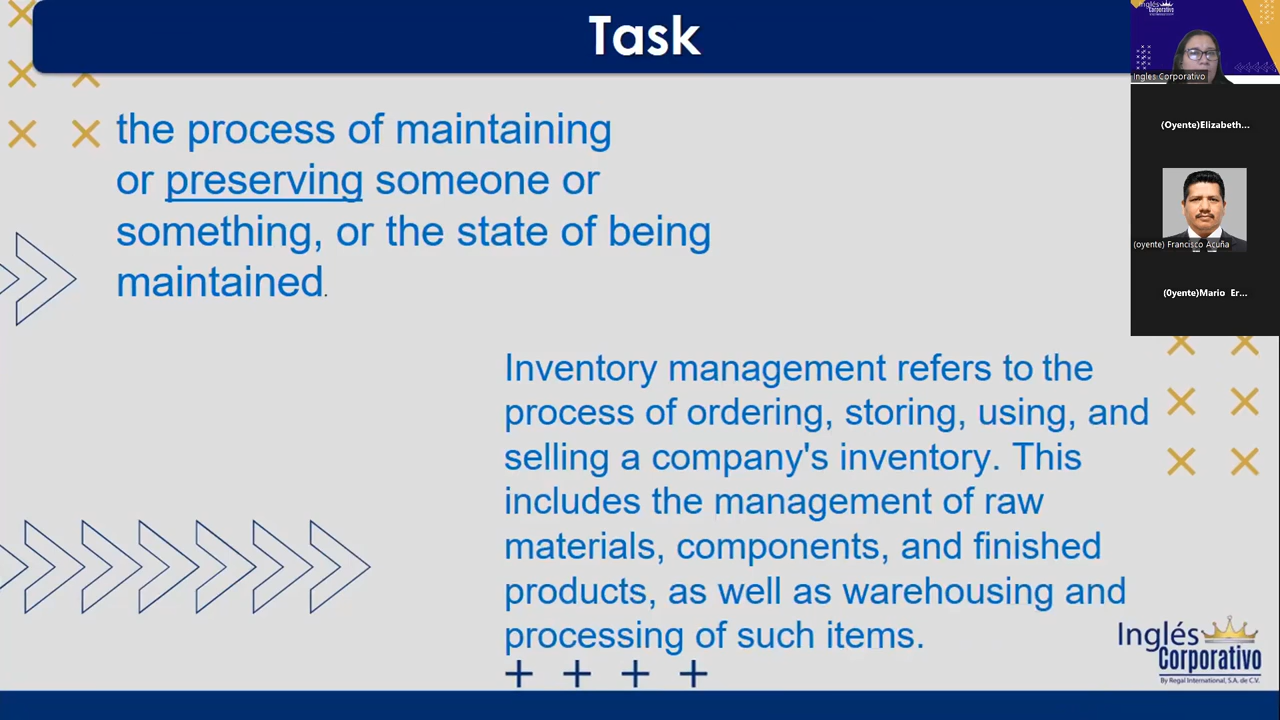 Task
the process of maintaining
or preserving someone or
something, or the state of being
maintained.
Inventory management refers to the
process of ordering, storing, using, and
selling a company's inventory. This
includes the management of raw
materials, components, and finished
products, as well as warehousing and
processing of such items.
Inglés
Corporativo
By Regal International, S.A. de C.V.
Inglés
Corporativo
Ingles Corporativo
(Oyente)Elizabeth...
(oyente) Francisco Acuña
(0yente)Mario Er...